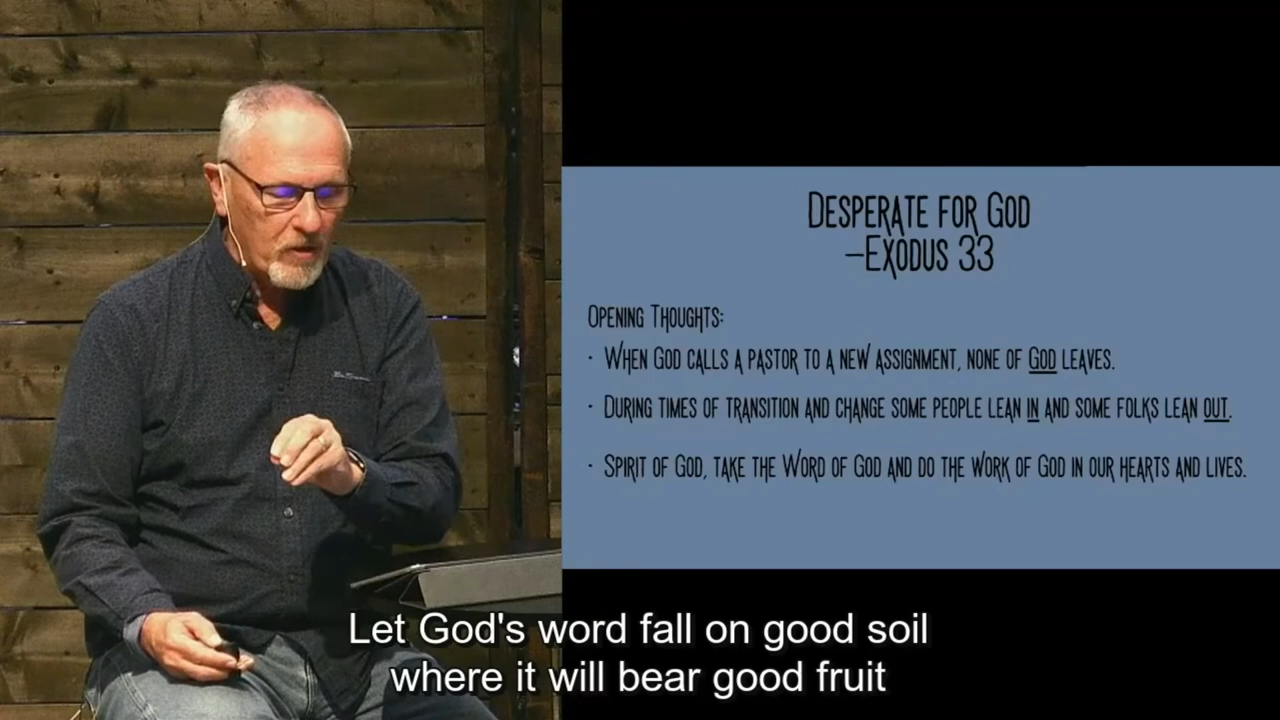 Desperate for God
–Exodus 33
Opening Thoughts:
· When God calls a pastor to a new assignment, none of God leaves.
· During times of transition and change some people lean in and some folks lean out.
· Spirit of God, take the Word of God and do the work of God in our hearts and lives.
Let God's word fall on good soil
where it will bear good fruit